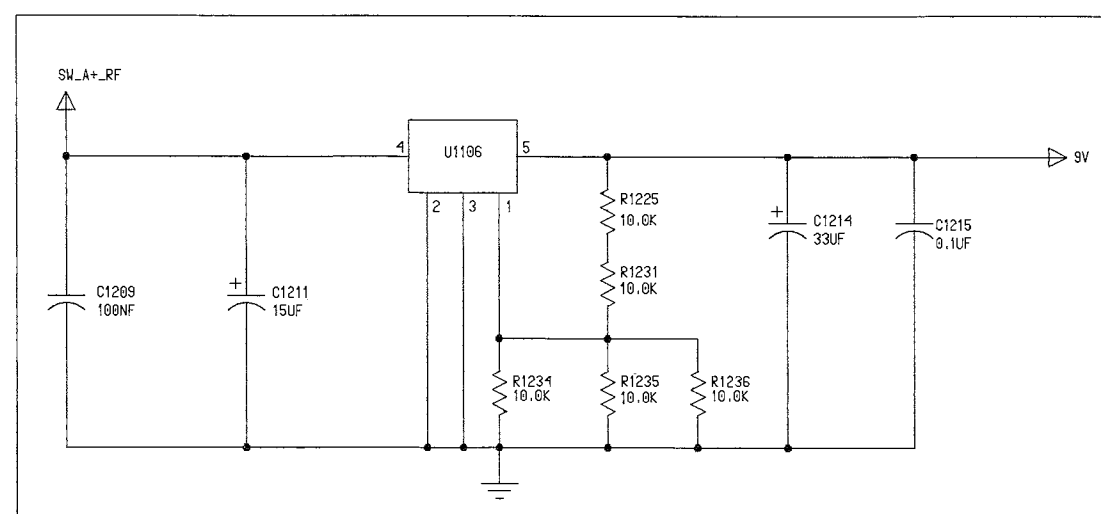 SW_A+_RF
4
U1106
5
9V
2
3
1
R1225
10.0K
+
C1214
33UF
C1215
0.1UF
R1231
10.0K
C1209
100NF
+
C1211
15UF
R1234
10.0K
R1235
10.0K
R1236
10.0K